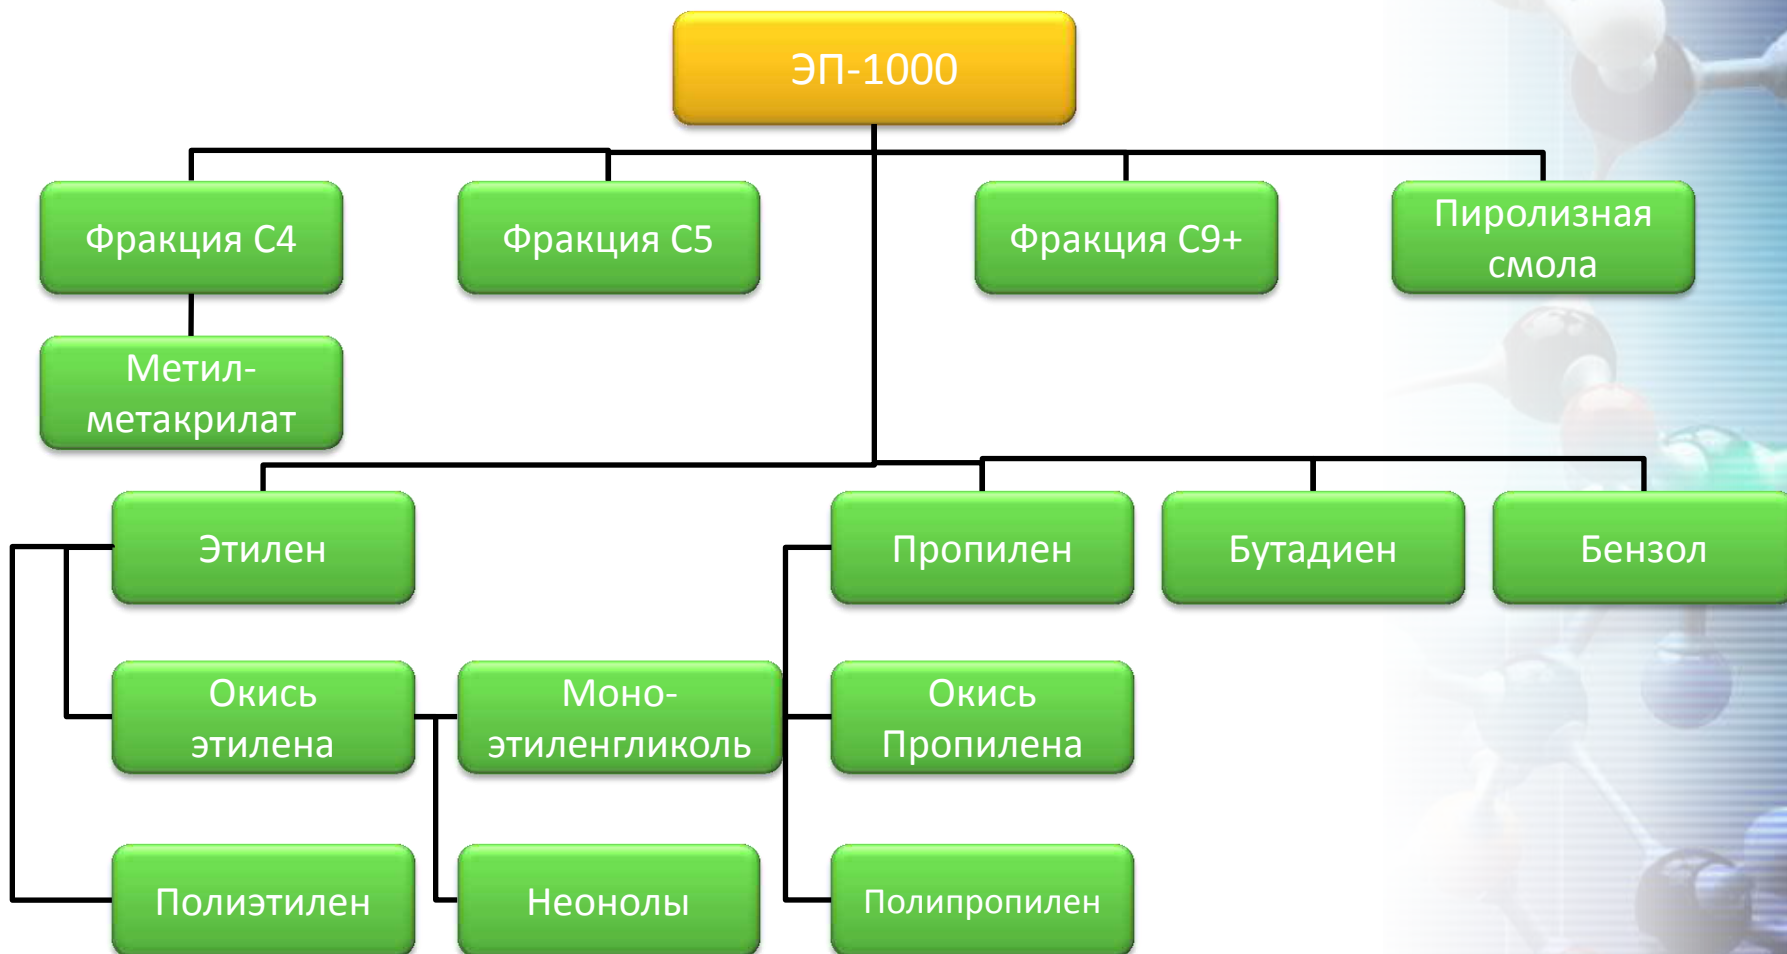 ЭП-1000
Фракция С4
Фракция С5
Фракция С9+
Пиролизная
смола
Метил-
метакрилат
Этилен
Пропилен
Бутадиен
Бензол
Окись
этилена
Моно-
этиленгликоль
Окись
Пропилена
Полиэтилен
Неонолы
Полипропилен